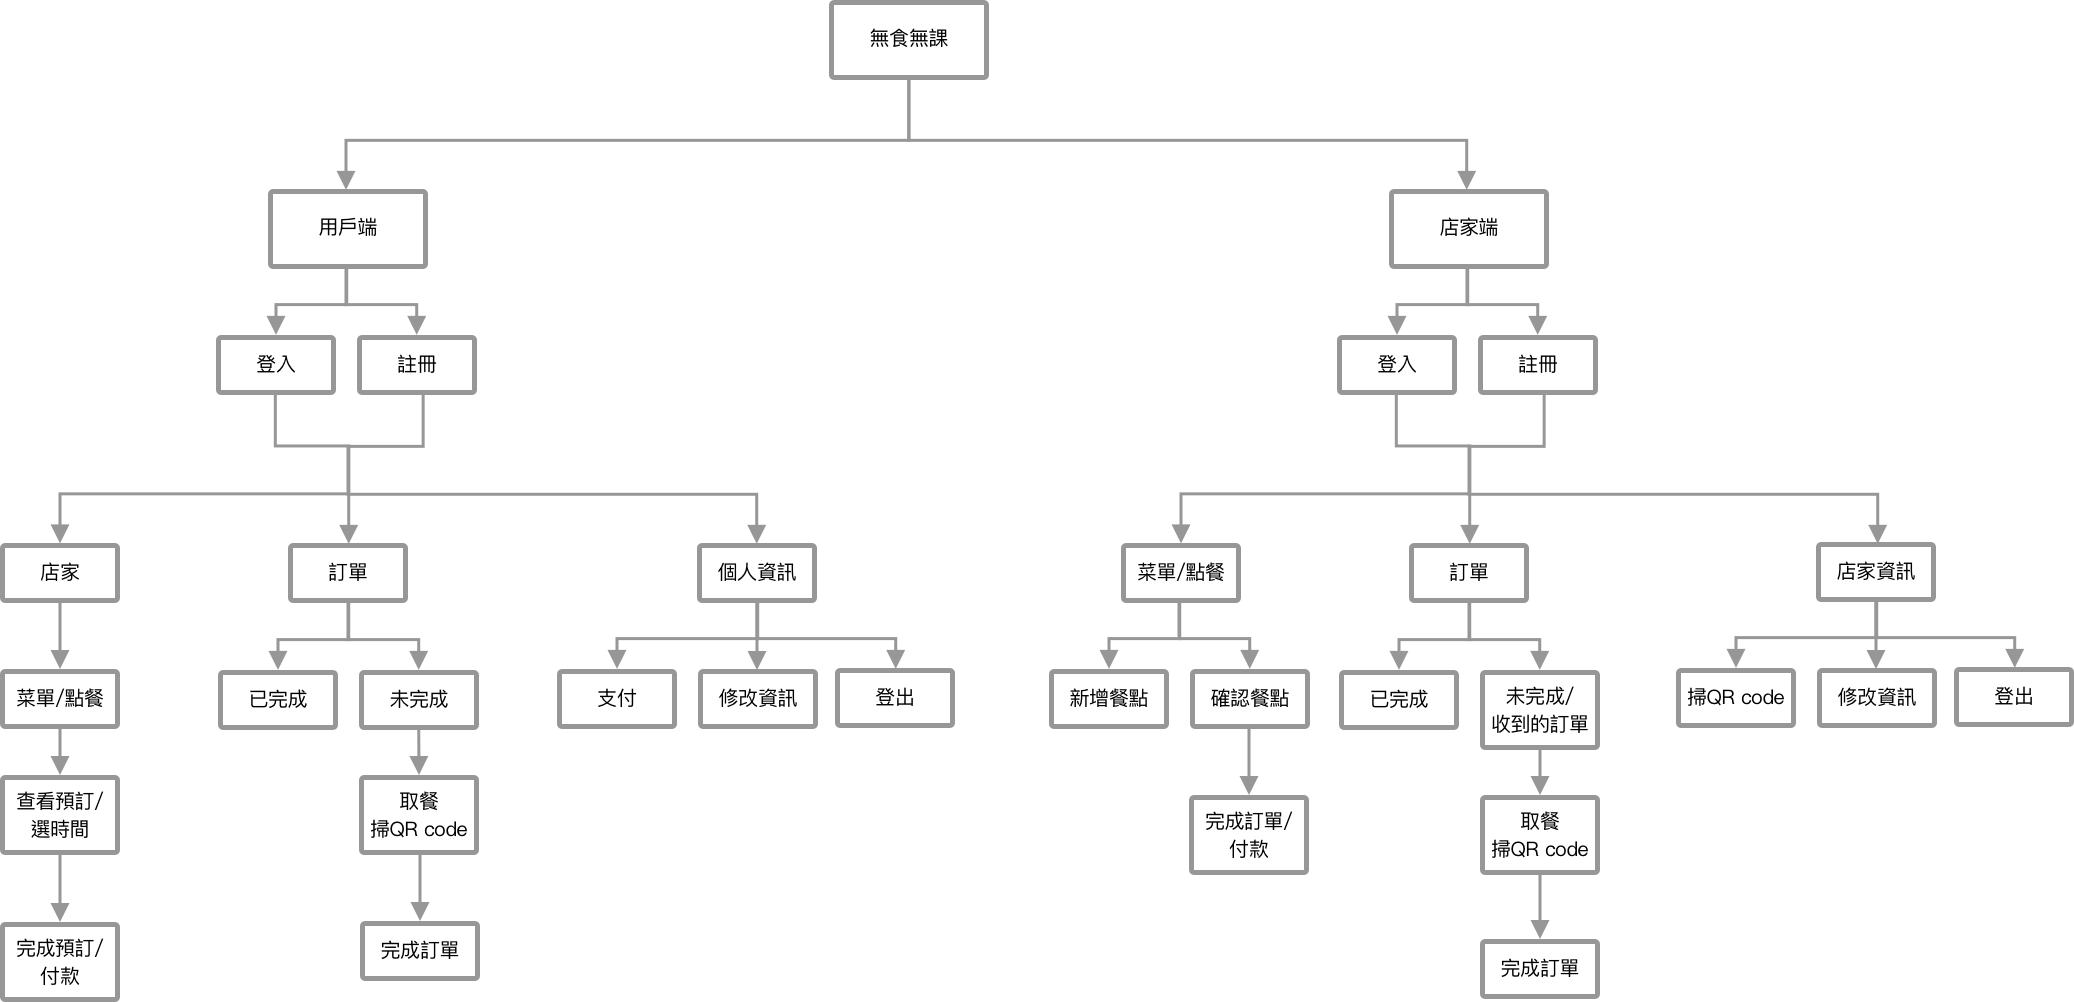 無食無課
用戶端
店家端
登入
註冊
登入
註冊
店家
訂單
個人資訊
菜單/點餐
訂單
店家資訊
菜單/點餐
已完成
未完成
支付
修改資訊
登出
新增餐點
確認餐點
已完成
未完成/
收到的訂單
掃QR code
修改資訊
登出
查看預訂/
選時間
取餐
掃QR code
完成訂單/
付款
取餐
掃QR code
完成預訂/
付款
完成訂單
完成訂單